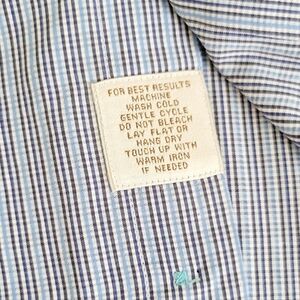 FOR BEST RESULTS
MACHINE
WASH COLD
GENTLE CYCLE
DO NOT BLEACH
LAY FLAT OR
HANG DRY
TOUCH UP WITH
WARM IRON
IF NEEDED